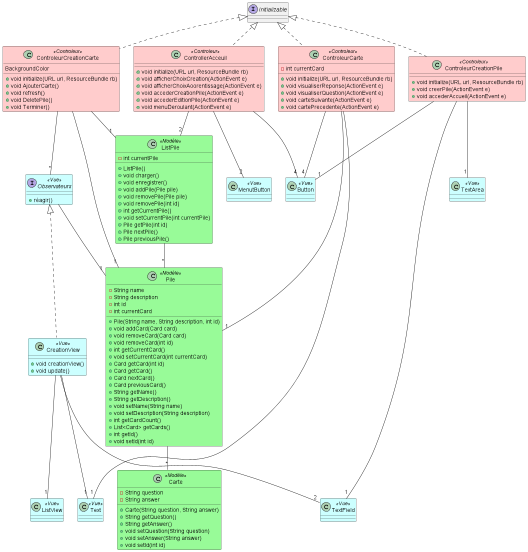 Initializable
«Controleur»
ControleurCreationCarte
BackgroundColor
void initialize(URL url, ResourceBundle rb)
void AjouterCarte()
void refresh()
void DeletePile()
void Terminer()
«Controleur»
ControllerAcceuil
void initialize(URL url, ResourceBundle rb)
void afficherChoixCreation(ActionEvent e)
void afficherChoixApprentissage(ActionEvent e)
void accederCreationPile(ActionEvent e)
void accederEditionPile(ActionEvent e)
void menuDeroulant(ActionEvent e)
«Controleur»
ControleurCarte
int currentCard
void initialize(URL url, ResourceBundle rb)
void visualiserReponse(ActionEvent e)
void visualiserQuestion(ActionEvent e)
void carteSuivante(ActionEvent e)
void cartePrecedente(ActionEvent e)
«Controleur»
ControleurCreationPile
void initialize(URL url, ResourceBundle rb)
void creerPile(ActionEvent e)
void accederAccueil(ActionEvent e)
1
2
«Modèle»
ListPile
int currentPile
ListPile()
void charger()
void enregistrer()
void addPile(Pile pile)
void removePile(Pile pile)
void removePile(int id)
int getCurrentPile()
void setCurrentPile(int currentPile)
Pile getPile(int id)
Pile nextPile()
Pile previousPile()
*
«Vue»
Observateur
réagir()
«Vue»
MenuButton
4
4
1
«Vue»
Button
1
«Vue»
TextArea
*
1
1
1
«Modèle»
Pile
String name
String description
int id
int currentCard
Pile(String name, String description, int id)
void addCard(Card card)
void removeCard(Card card)
void removeCard(int id)
int getCurrentCard()
void setCurrentCard(int currentCard)
Card getCard(int id)
Card getCard()
Card nextCard()
Card previousCard()
String getName()
String getDescription()
void setName(String name)
void setDescription(String description)
int getCardCount()
List<Card> getCards()
int getId()
void setId(int id)
«Vue»
CreationView
void creationView()
void update()
«Modèle»
Carte
String question
String answer
Carte(String question, String answer)
String getQuestion()
String getAnswer()
void setQuestion(String question)
void setAnswer(String answer)
void setId(int id)
1
«Vue»
ListView
1
1
«Vue»
Text
2
1
«Vue»
TextField